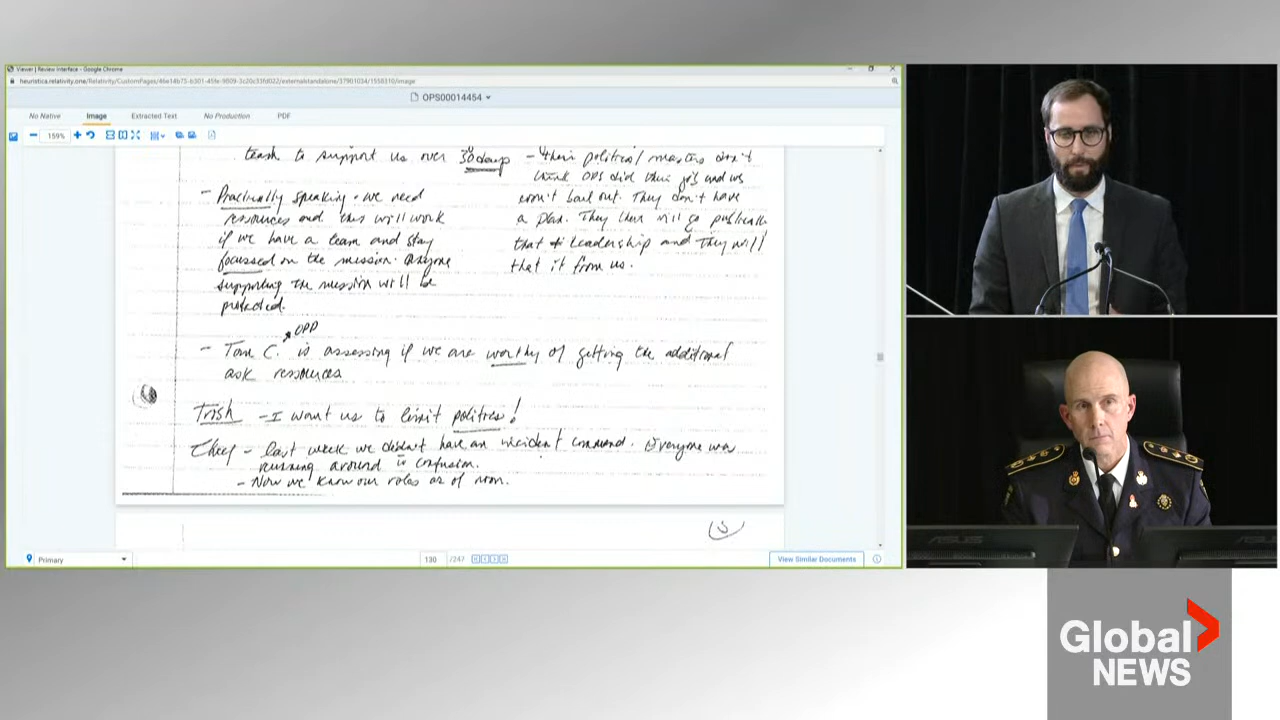 Viewer | Review Interface - Google Chrome
OPS00014454
No Native Image Extracted Text No Production PDF
159%
to support us over 30 days
- Practically speaking - we need
resources and this will work
if we have a team and stay
focussed on the mission. Anyone
supporting the mission will be
protected.
- their political masters don't
think OPS did their job and we
won't bail out. They don't have
a plan. They then will go publically
that Leadership and They will
that it from us.
OPP
- Tom C. is assessing if we are worthy of getting the additional
ask ressources
Trish - I want us to limit politics!
Chief - last week we didn't have an incident command. Everyone was
running around in confusion.
- Now we know our roles as of noon.
5
Primary
130 /247
View Similar Documents
ASUS
Global
NEWS